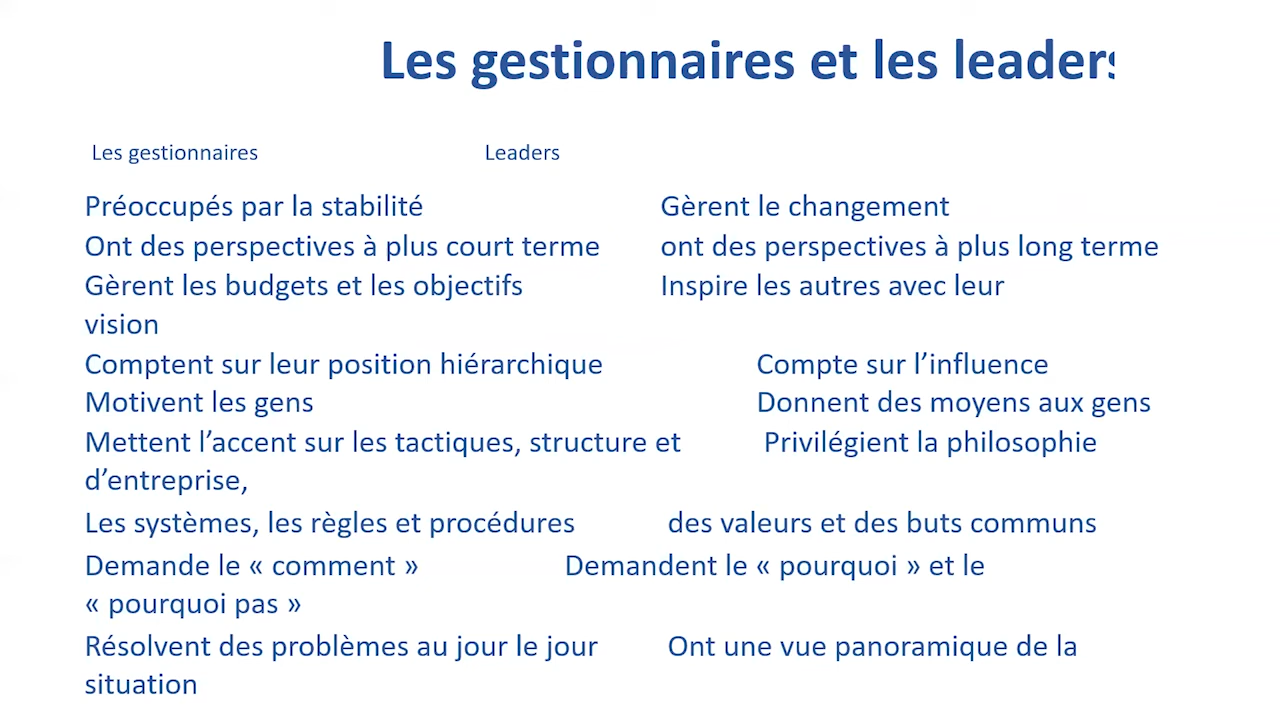 Les gestionnaires et les leaders
Les gestionnaires Leaders
Préoccupés par la stabilité Gèrent le changement
Ont des perspectives à plus court terme ont des perspectives à plus long terme
Gèrent les budgets et les objectifs Inspire les autres avec leur
vision
Comptent sur leur position hiérarchique Compte sur l’influence
Motivent les gens Donnent des moyens aux gens
Mettent l’accent sur les tactiques, structure et Privilégient la philosophie
d’entreprise,
Les systèmes, les règles et procédures des valeurs et des buts communs
Demande le « comment » Demandent le « pourquoi » et le
« pourquoi pas »
Résolvent des problèmes au jour le jour Ont une vue panoramique de la
situation